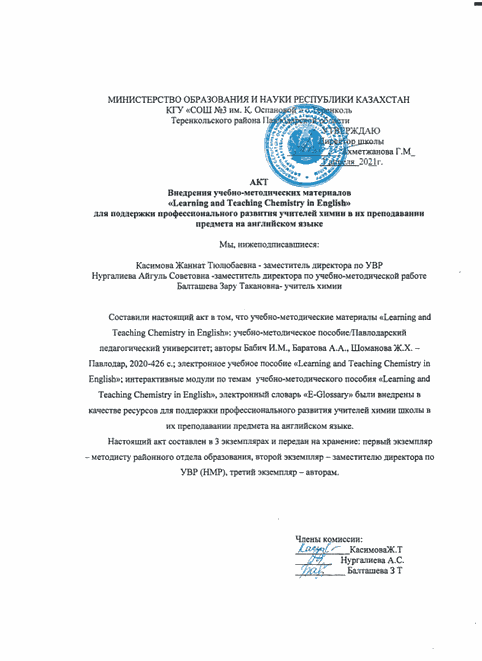 МИНИСТЕРСТВО ОБРАЗОВАНИЯ И НАУКИ РЕСПУБЛИКИ КАЗАХСТАН
КГУ «СОШ №3 им. Қ. Оспановой с.Теренколь
Теренкольского района Павлодарской области
УТВЕРЖДАЮ
Директор школы
Ахметжанова Г.М_
апреля_2021г.
АКТ
Внедрения учебно-методических материалов
«Learning and Teaching Chemistry in English»
для поддержки профессионального развития учителей химии в их преподавании
предмета на английском языке
Мы, нижеподписавшиеся:
Касимова Жаннат Тюлюбаевна - заместитель директора по УВР
Нургалиева Айгуль Советовна -заместитель директора по учебно-методической работе
Балташева Зару Такановна- учитель химии
Составили настоящий акт в том, что учебно-методические материалы «Learning and
Teaching Chemistry in English»: учебно-методическое пособие/Павлодарский
педагогический университет; авторы Бабич И.М., Баратова А.А., Шоманова Ж.Х. –
Павлодар, 2020-426 с.; электронное учебное пособие «Learning and Teaching Chemistry in
English»; интерактивные модули по темам учебно-методического пособия «Learning and
Teaching Chemistry in English», электронный словарь «E-Glossary» были внедрены в
качестве ресурсов для поддержки профессионального развития учителей химии школы в
их преподавании предмета на английском языке.
Настоящий акт составлен в 3 экземплярах и передан на хранение: первый экземпляр
– методисту районного отдела образования, второй экземпляр – заместителю директора по
УВР (НМР), третий экземпляр – авторам.
Члены комиссии:
КасимоваЖ.Т
Нургалиева А.С.
Балташева З Т